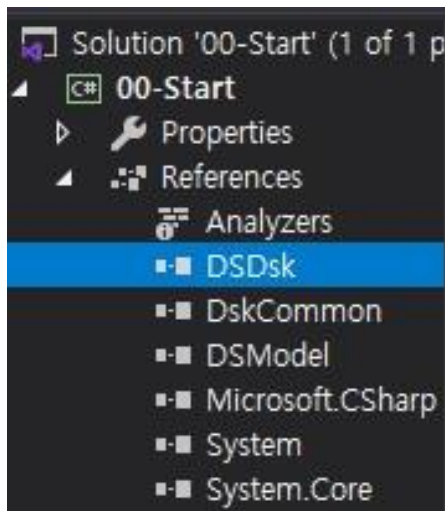 Solution '00-Start' (1 of 1 p
C# 00-Start
Properties
References
Analyzers
DSDsk
DskCommon
DSModel
Microsoft.CSharp
System
System.Core